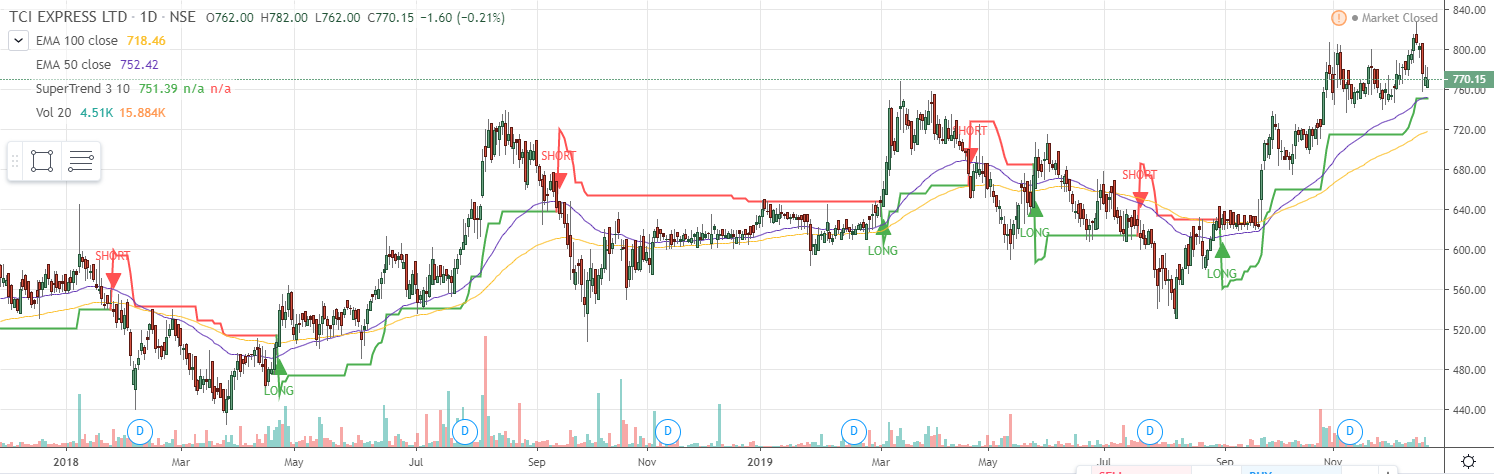 TCI EXPRESS LTD · 1D · NSE O762.00 H782.00 L762.00 C770.15 −1.60 (−0.21%)
! Market Closed
EMA 100 close 718.46
EMA 50 close 752.42
SuperTrend 3 10 751.39 n/a n/a
Vol 20 4.51K 15.884K
840.00
800.00
770.15
760.00
720.00
680.00
640.00
600.00
560.00
520.00
480.00
440.00
SHORT
LONG
SHORT
LONG
SHORT
LONG
SHORT
LONG
D D D D D D
2018 Mar May Jul Sep Nov 2019 Mar May Jul Sep Nov